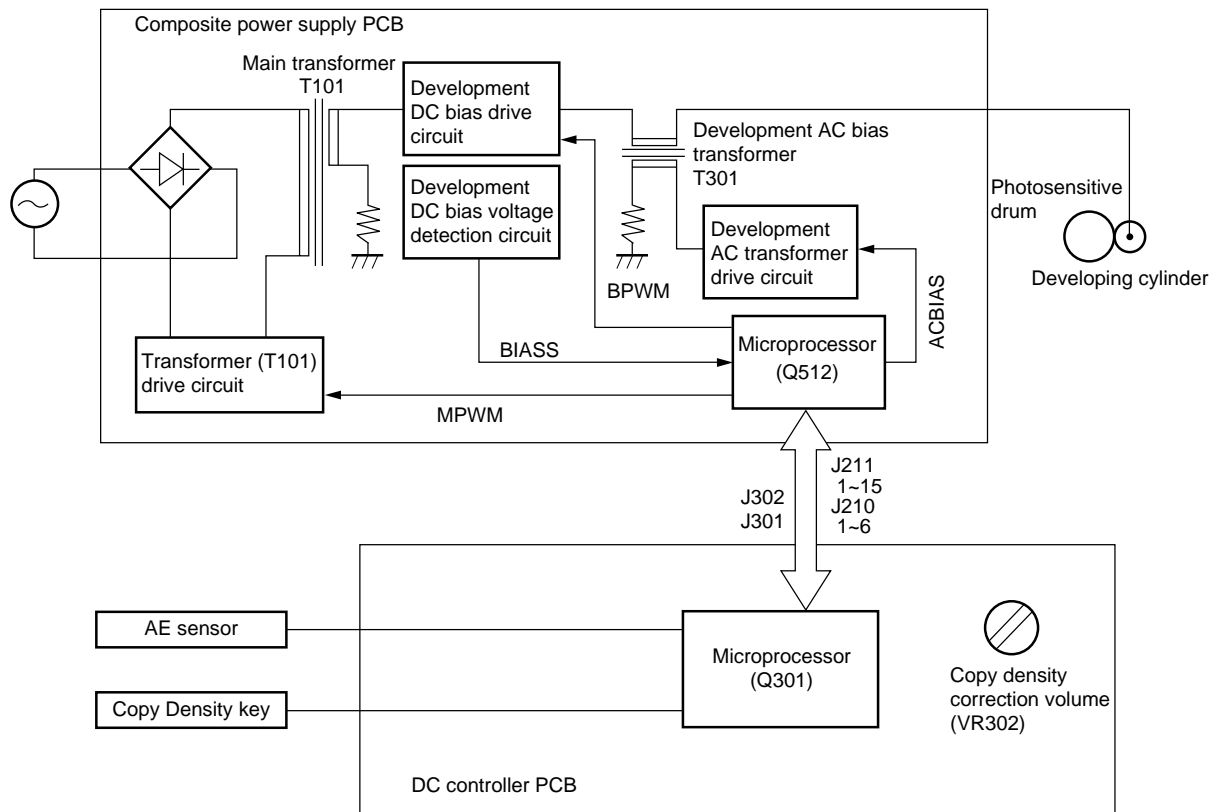 Composite power supply PCB
Main transformer
T101
Development
DC bias drive
circuit
Development AC bias
transformer
T301
Development
DC bias voltage
detection circuit
Photosensitive
drum
Development
AC transformer
drive circuit
Developing cylinder
BPWM
ACBIAS
Transformer (T101)
drive circuit
BIASS
Microprocessor
(Q512)
MPWM
J302
J301
J211
1~15
J210
1~6
AE sensor
Copy Density key
Microprocessor
(Q301)
Copy density
correction volume
(VR302)
DC controller PCB